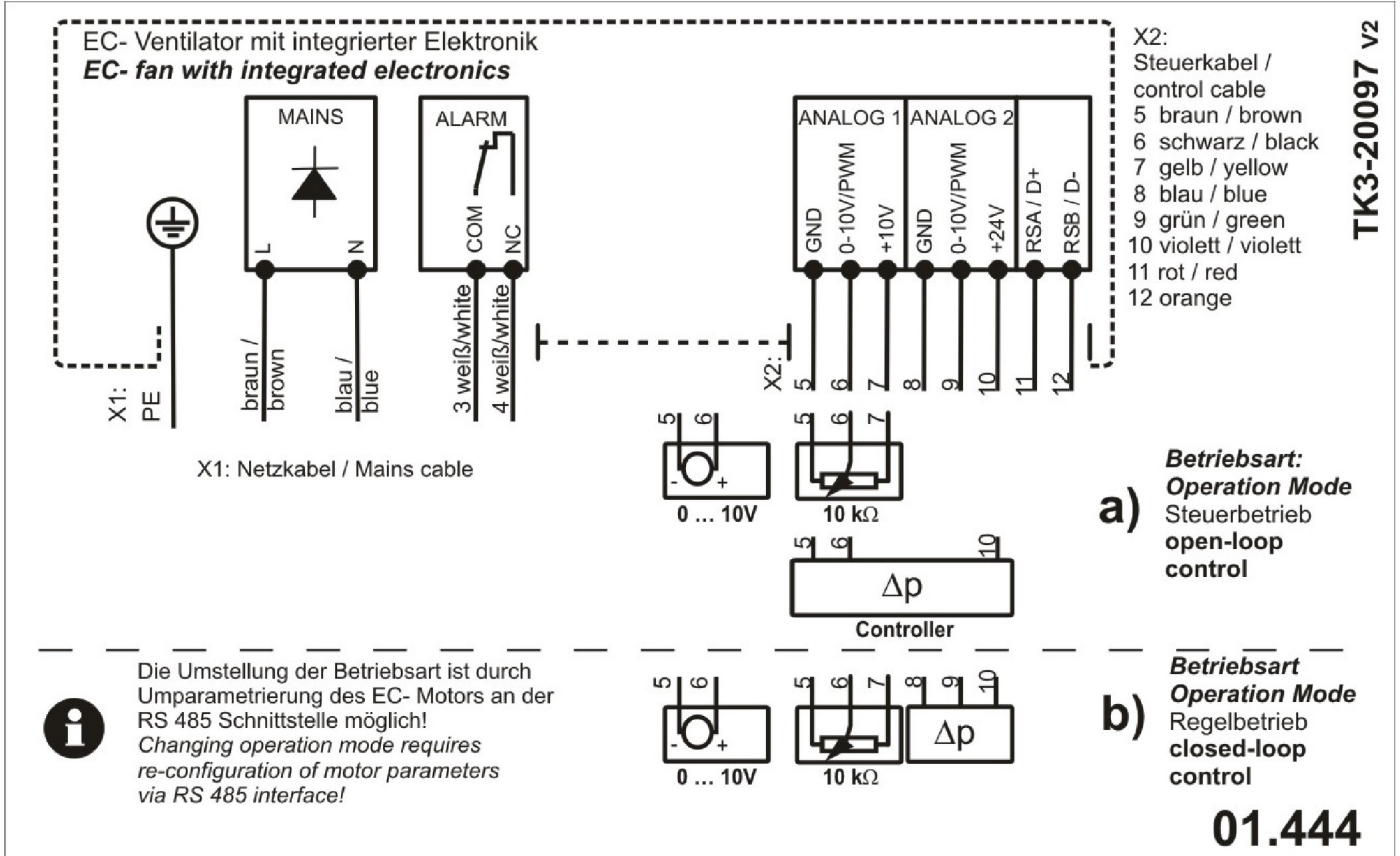 EC- Ventilator mit integrierter Elektronik
EC- fan with integrated electronics
MAINS
L
N
ALARM
COM
NC
ANALOG 1
GND
0-10V/PWM
+10V
ANALOG 2
GND
0-10V/PWM
+24V
RSA / D+
RSB / D-
X2:
Steuerkabel /
control cable
5 braun / brown
6 schwarz / black
7 gelb / yellow
8 blau / blue
9 grün / green
10 violett / violett
11 rot / red
12 orange
TK3-20097 V2
X1:
PE
braun /
brown
blau /
blue
3 weiß/white
4 weiß/white
X2:
5
6
7
8
9
10
11
12
X1: Netzkabel / Mains cable
5
6
- +
0 ... 10V
5
6
7
10 kΩ
5
6
10
Δp
Controller
a)
Betriebsart:
Operation Mode
Steuerbetrieb
open-loop
control
i
Die Umstellung der Betriebsart ist durch
Umparametrierung des EC- Motors an der
RS 485 Schnittstelle möglich!
Changing operation mode requires
re-configuration of motor parameters
via RS 485 interface!
5
6
- +
0 ... 10V
5
6
7
10 kΩ
8
9
10
Δp
b)
Betriebsart
Operation Mode
Regelbetrieb
closed-loop
control
01.444